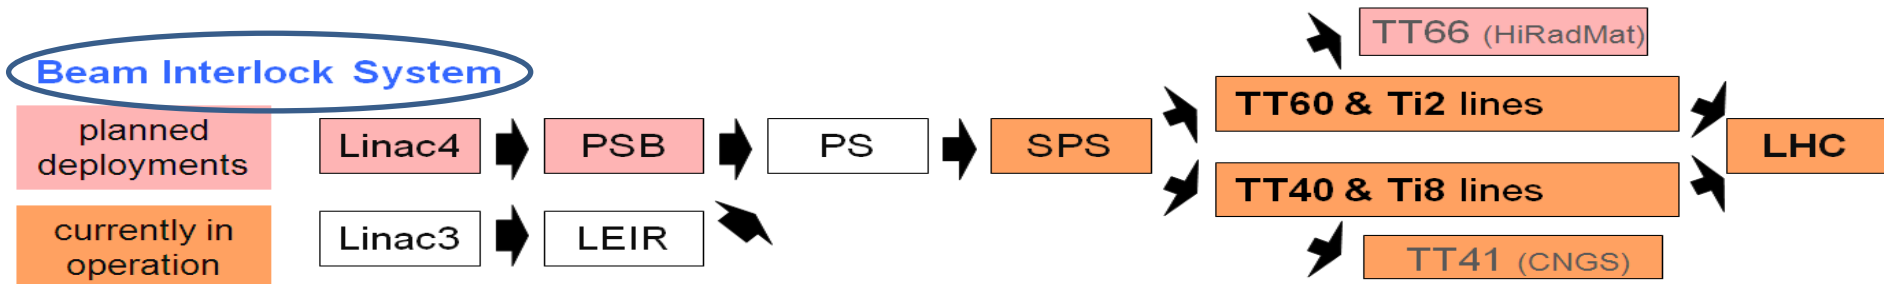 Beam Interlock System
planned
deployments
currently in
operation
Linac4
PSB
PS
SPS
Linac3
LEIR
TT66 (HiRadMat)
TT60 & Ti2 lines
TT40 & Ti8 lines
TT41 (CNGS)
LHC